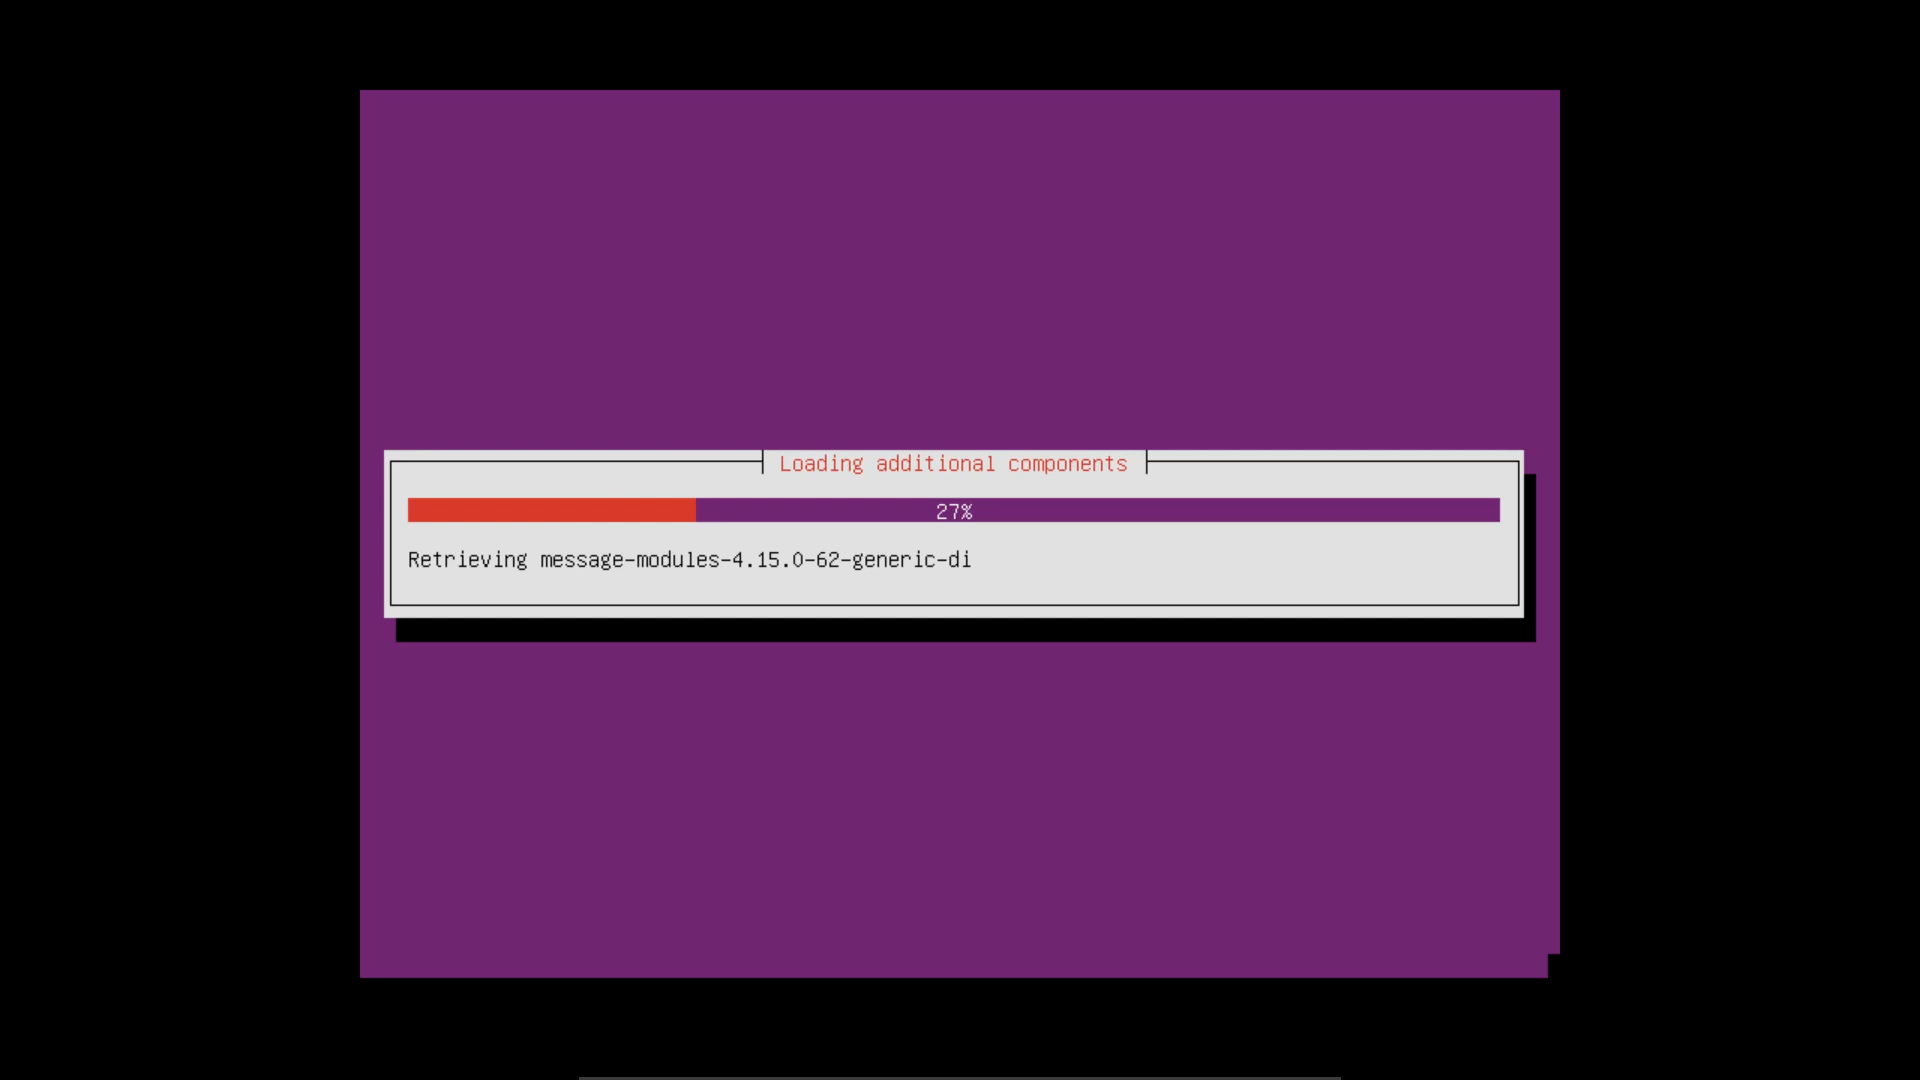 Loading additional components
27%
Retrieving message-modules-4.15.0-62-generic-di